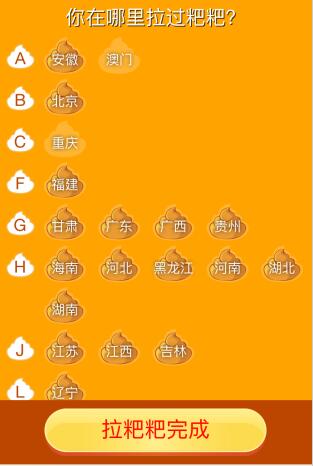 你在哪里拉过粑粑？
A 安徽 澳门
B 北京
C 重庆
F 福建
G 甘肃 广东 广西 贵州
H 海南 河北 黑龙江 河南 湖北
湖南
J 江苏 江西 吉林
L 辽宁
拉粑粑完成